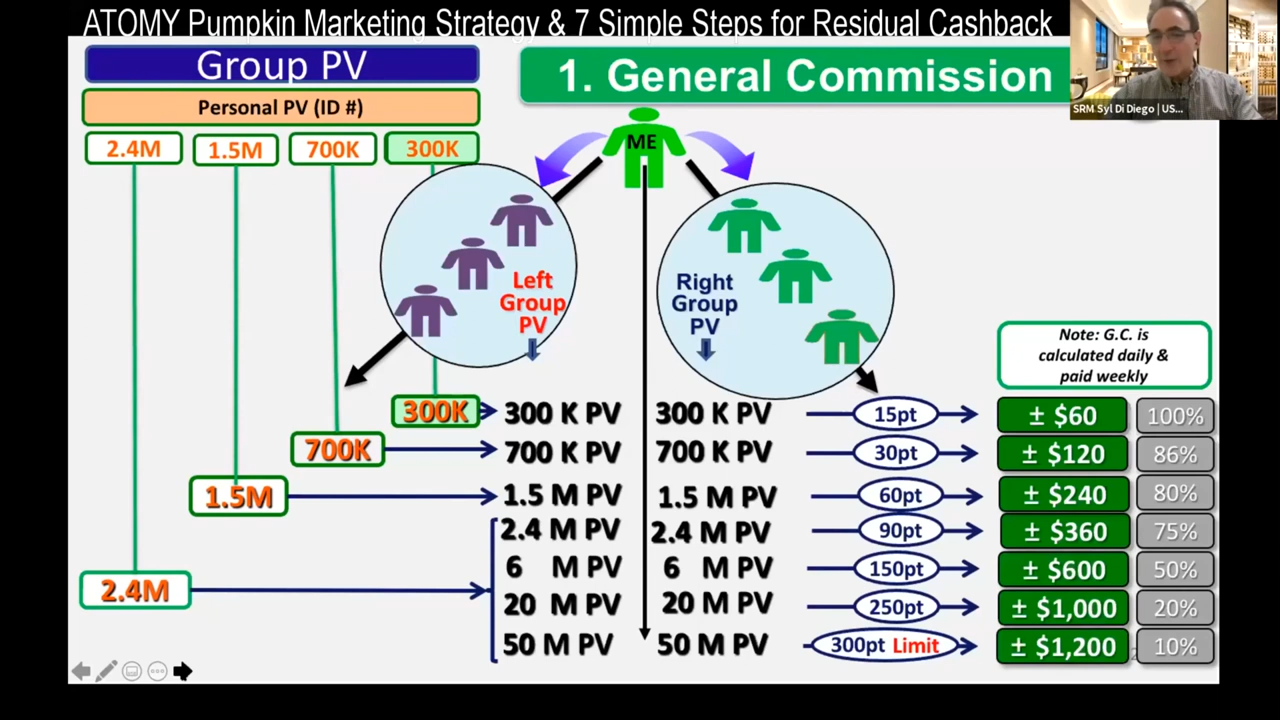 ATOMY Pumpkin Marketing Strategy & 7 Simple Steps for Residual Cashback
SRM Syl Di Diego | US...
Group PV
1. General Commission
Personal PV (ID #)
2.4M
1.5M
700K
300K
ME
Left
Group
PV
Right
Group
PV
Note: G.C. is
calculated daily &
paid weekly
300K 300 K PV 300 K PV 15pt ± $60 100%
700K 700 K PV 700 K PV 30pt ± $120 86%
1.5M 1.5 M PV 1.5 M PV 60pt ± $240 80%
2.4 M PV 2.4 M PV 90pt ± $360 75%
6 M PV 6 M PV 150pt ± $600 50%
2.4M
20 M PV 20 M PV 250pt ± $1,000 20%
50 M PV 50 M PV 300pt Limit ± $1,200 10%